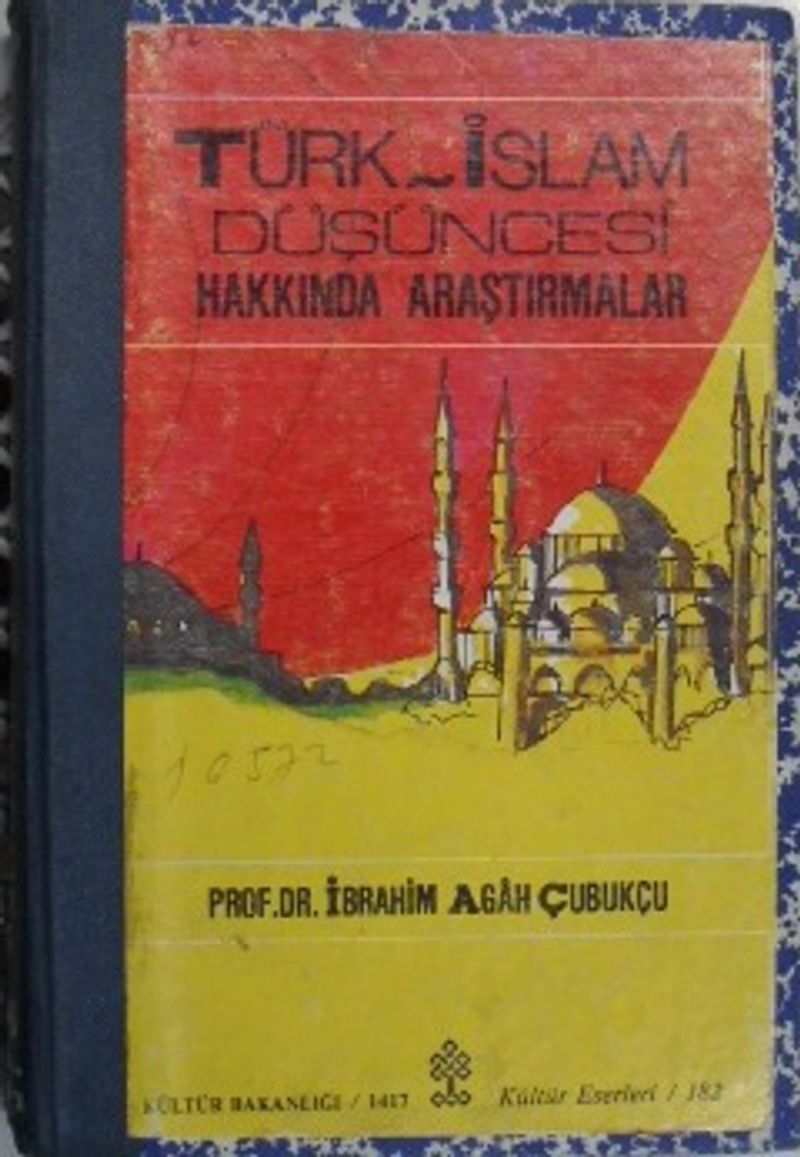 TÜRK-İSLAM
DÜŞÜNCESİ
HAKKINDA ARAŞTIRMALAR
10572
PROF.DR. İBRAHİM AGÂH ÇUBUKÇU
KÜLTÜR BAKANLIĞI / 1417 Kültür Eserleri / 182